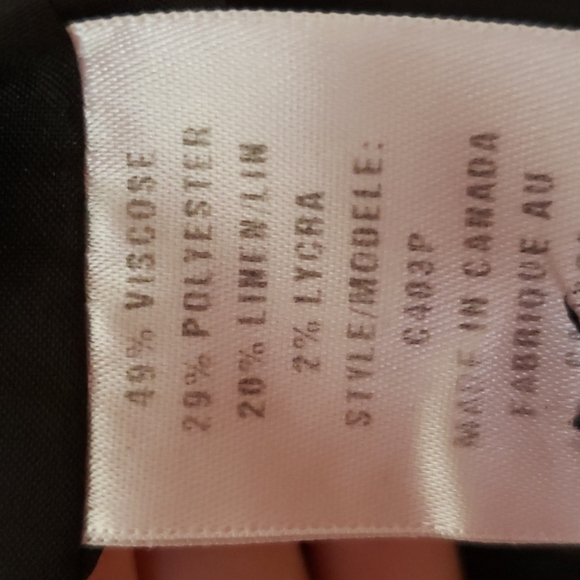 49% VISCOSE
29% POLYESTER
20% LINEN/LIN
2% LYCRA
STYLE/MODELE:
C403P
MADE IN CANADA
FABRIQUE AU